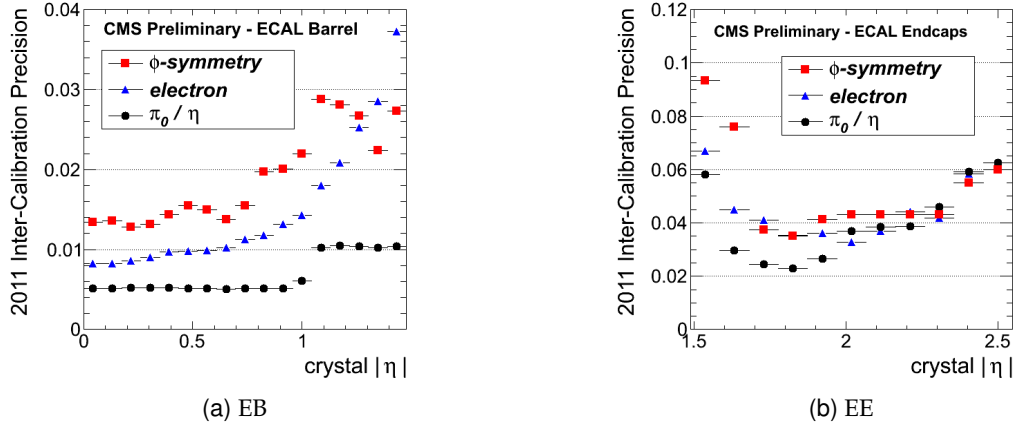 2011 Inter-Calibration Precision
0.04
0.03
0.02
0.01
0
CMS Preliminary - ECAL Barrel
ϕ-symmetry
electron
π₀ / η
0 0.5 1
crystal | η |
(a) EB
2011 Inter-Calibration Precision
0.12
0.1
0.08
0.06
0.04
0.02
0
CMS Preliminary - ECAL Endcaps
ϕ-symmetry
electron
π₀ / η
1.5 2 2.5
crystal | η |
(b) EE